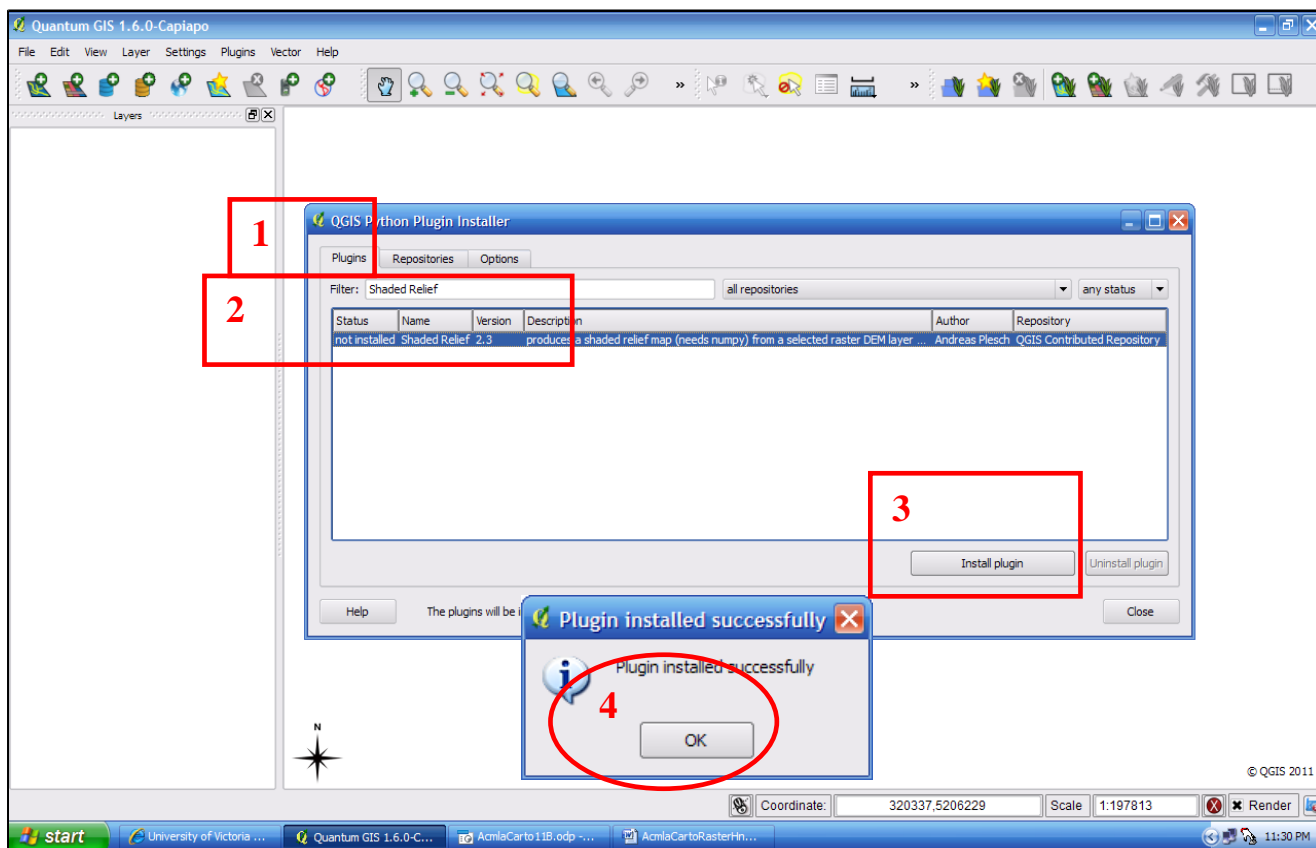 Quantum GIS 1.6.0-Capiapo
File Edit View Layer Settings Plugins Vector Help
Layers
1
QGIS Python Plugin Installer
Plugins Repositories Options
2
Filter: Shaded Relief all repositories any status
Status Name Version Description Author Repository
not installed Shaded Relief 2.3 produces a shaded relief map (needs numpy) from a selected raster DEM layer ... Andreas Plesch QGIS Contributed Repository
3
Install plugin Uninstall plugin
Help The plugins will be i Close
Plugin installed successfully
Plugin installed successfully
4
OK
N
© QGIS 2011
Coordinate: 320337,5206229 Scale 1:197813 Render
start University of Victoria ... Quantum GIS 1.6.0-C... AcmlaCarto11B.odp -... AcmlaCartoRasterHn... 11:30 PM